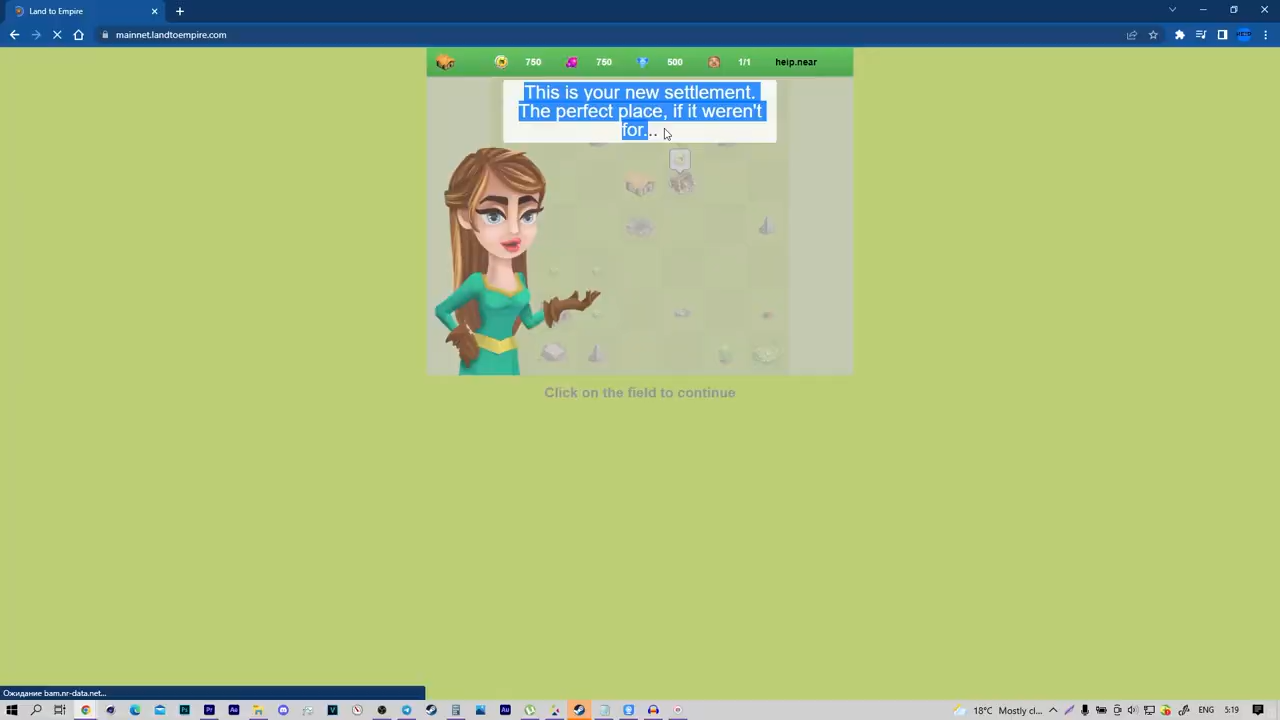 Land to Empire
mainnet.landtoempire.com
750 750 500 1/1 heip.near
This is your new settlement.
The perfect place, if it weren't
for...
Click on the field to continue
Ожидание bam.nr-data.net...
18°C Mostly cl... ENG 5:19